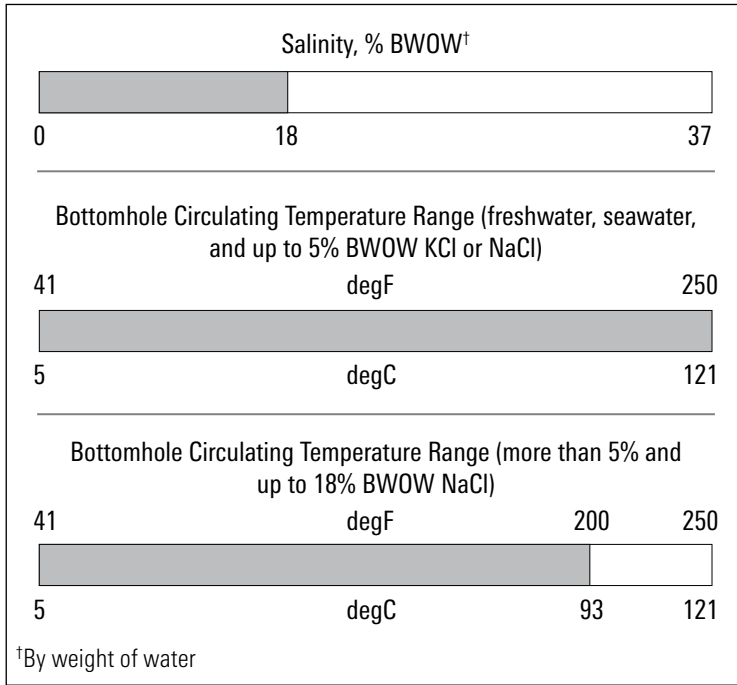 Salinity, % BWOW†
0 18 37
Bottomhole Circulating Temperature Range (freshwater, seawater,
and up to 5% BWOW KCl or NaCl)
41 degF 250
5 degC 121
Bottomhole Circulating Temperature Range (more than 5% and
up to 18% BWOW NaCl)
41 degF 200 250
5 degC 93 121
†By weight of water